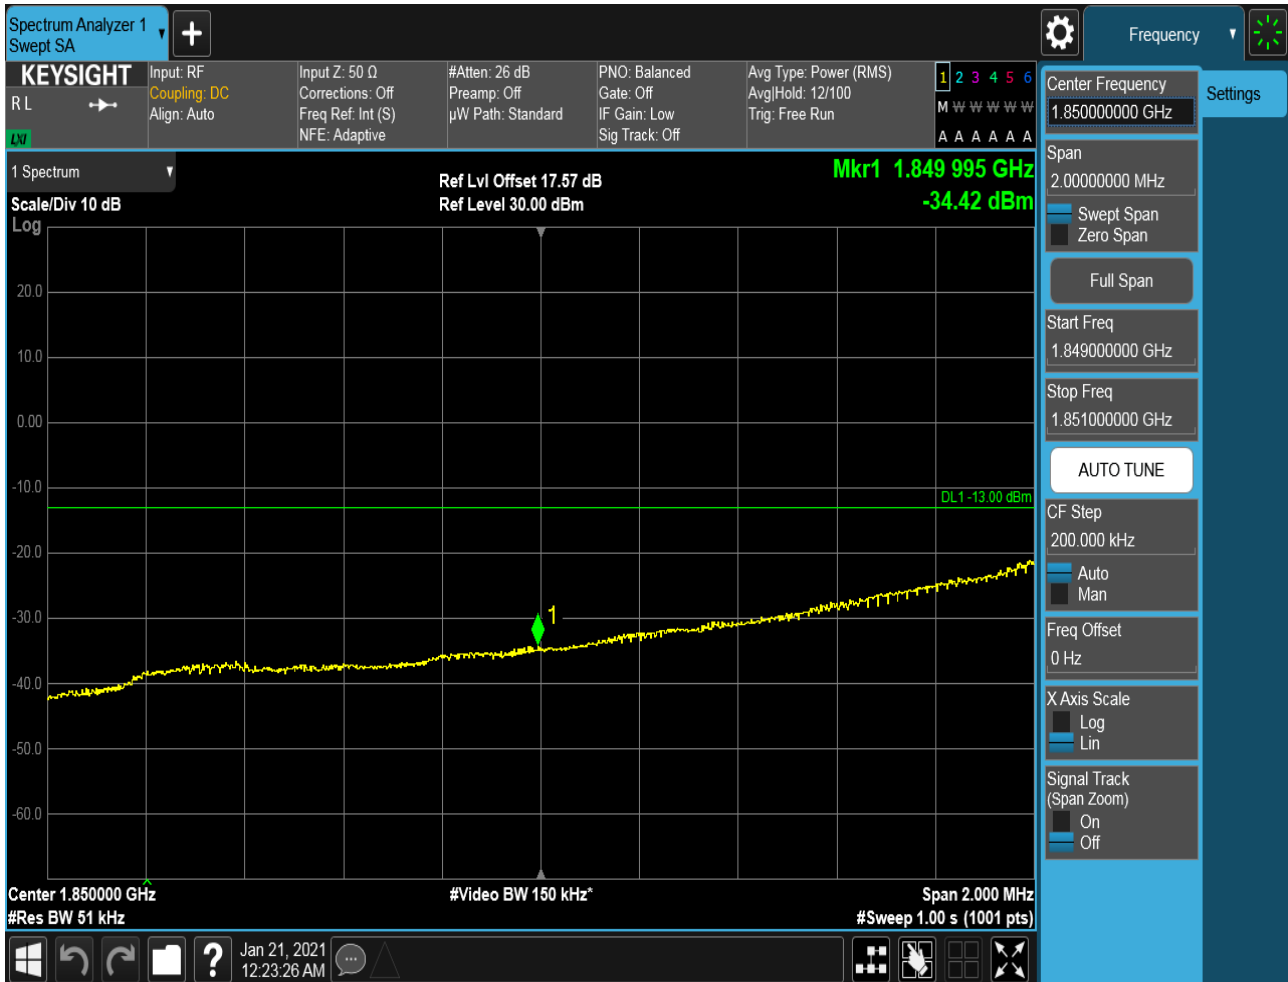 Spectrum Analyzer 1
Swept SA
Frequency
KEYSIGHT
R L
LXI
Input: RF
Coupling: DC
Align: Auto
Input Z: 50 Ω
Corrections: Off
Freq Ref: Int (S)
NFE: Adaptive
#Atten: 26 dB
Preamp: Off
µW Path: Standard
PNO: Balanced
Gate: Off
IF Gain: Low
Sig Track: Off
Avg Type: Power (RMS)
Avg|Hold: 12/100
Trig: Free Run
1 2 3 4 5 6
M W W W W W
A A A A A A
1 Spectrum
Scale/Div 10 dB
Log
Ref Lvl Offset 17.57 dB
Ref Level 30.00 dBm
Mkr1 1.849 995 GHz
-34.42 dBm
20.0
10.0
0.00
-10.0
DL1 -13.00 dBm
-20.0
-30.0
1
-40.0
-50.0
-60.0
Center 1.850000 GHz
#Res BW 51 kHz
#Video BW 150 kHz*
Span 2.000 MHz
#Sweep 1.00 s (1001 pts)
Jan 21, 2021
12:23:26 AM
?
Center Frequency
1.850000000 GHz
Settings
Span
2.00000000 MHz
Swept Span
Zero Span
Full Span
Start Freq
1.849000000 GHz
Stop Freq
1.851000000 GHz
AUTO TUNE
CF Step
200.000 kHz
Auto
Man
Freq Offset
0 Hz
X Axis Scale
Log
Lin
Signal Track
(Span Zoom)
On
Off